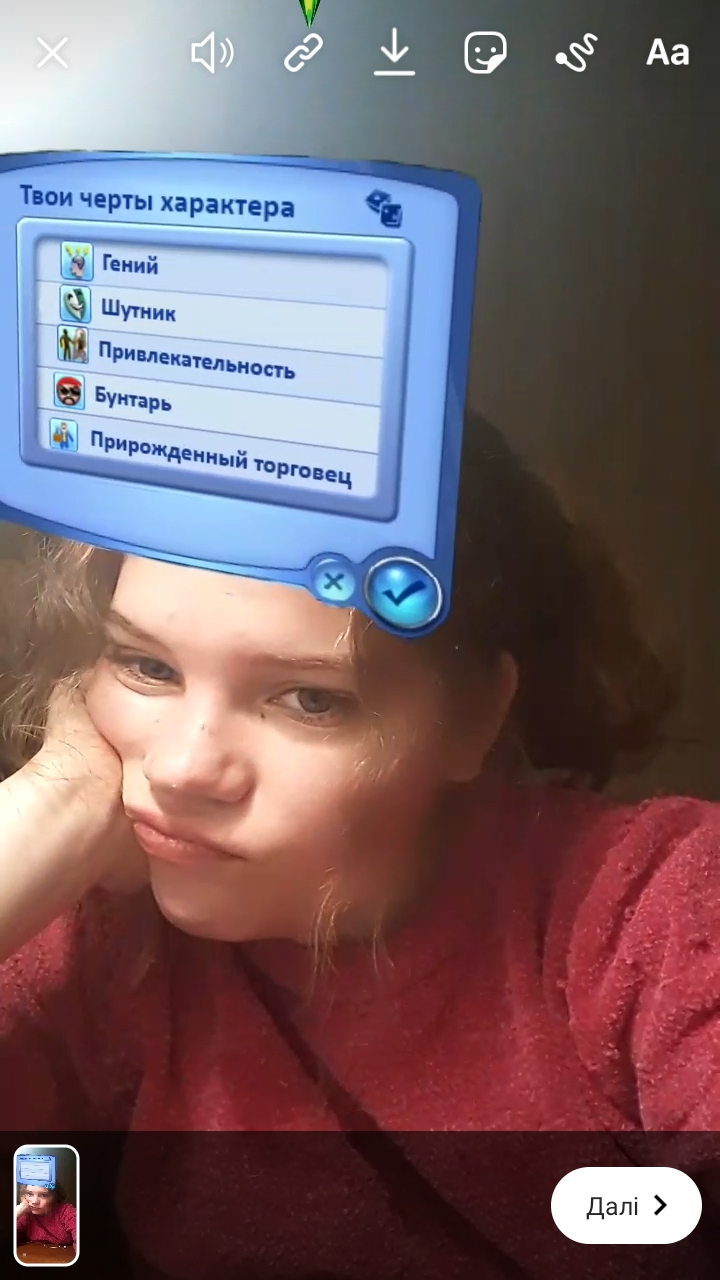 Aa
Твои черты характера
Гений
Шутник
Привлекательность
Бунтарь
Прирожденный торговец
Далі